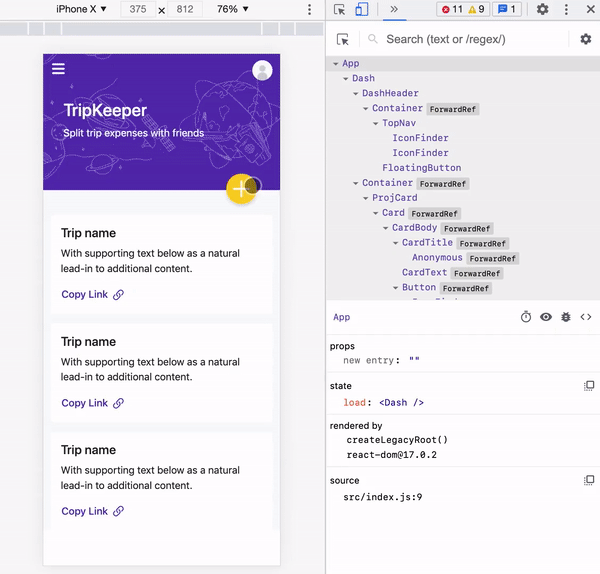 iPhone X ▼ 375 × 812 76% ▼
TripKeeper
Split trip expenses with friends
Trip name
With supporting text below as a natural
lead-in to additional content.
Copy Link
Trip name
With supporting text below as a natural
lead-in to additional content.
Copy Link
Trip name
With supporting text below as a natural
lead-in to additional content.
Copy Link
» 11 9 1
Search (text or /regex/)
App
Dash
DashHeader
Container ForwardRef
TopNav
IconFinder
IconFinder
FloatingButton
Container ForwardRef
ProjCard
Card ForwardRef
CardBody ForwardRef
CardTitle ForwardRef
Anonymous ForwardRef
CardText ForwardRef
Button ForwardRef
App
props
new entry: ""
state
load: <Dash />
rendered by
createLegacyRoot()
react-dom@17.0.2
source
src/index.js:9